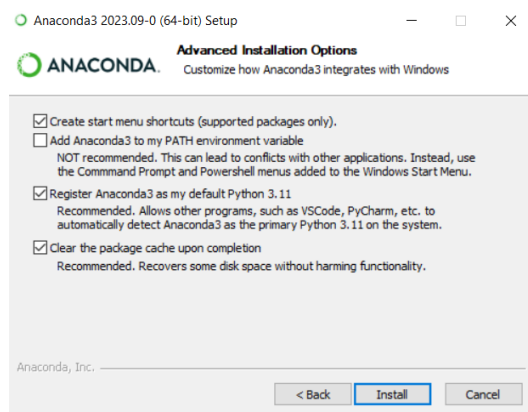 Anaconda3 2023.09-0 (64-bit) Setup
ANACONDA.
Advanced Installation Options
Customize how Anaconda3 integrates with Windows
Create start menu shortcuts (supported packages only).
Add Anaconda3 to my PATH environment variable
NOT recommended. This can lead to conflicts with other applications. Instead, use
the Commmand Prompt and Powershell menus added to the Windows Start Menu.
Register Anaconda3 as my default Python 3.11
Recommended. Allows other programs, such as VSCode, PyCharm, etc. to
automatically detect Anaconda3 as the primary Python 3.11 on the system.
Clear the package cache upon completion
Recommended. Recovers some disk space without harming functionality.
Anaconda, Inc.
< Back
Install
Cancel